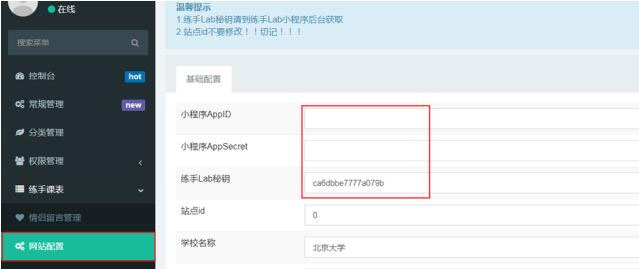 在线
搜索菜单
控制台 hot
常规管理 new
分类管理
权限管理
练手课表
情侣留言管理
网站配置
温馨提示
1.练手Lab秘钥请到练手Lab小程序后台获取
2.站点id不要修改！！切记！！！
基础配置
小程序AppID
小程序AppSecret
练手Lab秘钥 ca6dbbe7777a079b
站点id 0
学校名称 北京大学